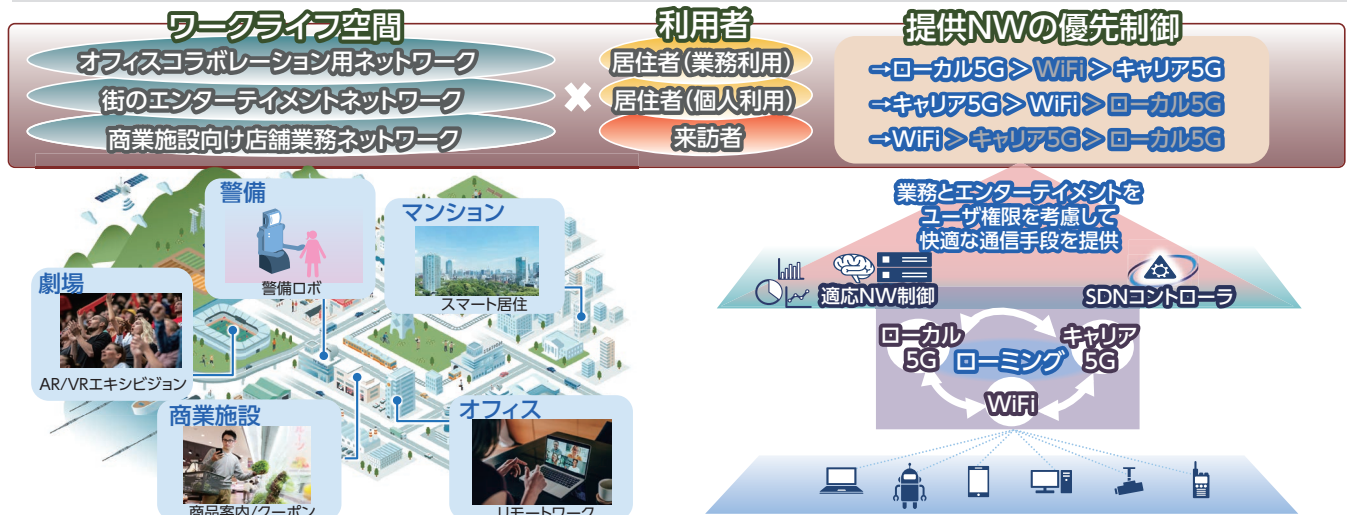 ワークライフ空間
利用者
提供NWの優先制御
オフィスコラボレーション用ネットワーク
居住者(業務利用)
→ローカル5G > WiFi > キャリア5G
街のエンターテイメントネットワーク
×
居住者(個人利用)
→キャリア5G > WiFi > ローカル5G
商業施設向け店舗業務ネットワーク
来訪者
→WiFi > キャリア5G > ローカル5G
警備
警備ロボ
マンション
スマート居住
劇場
AR/VRエキシビジョン
商業施設
商品案内/クーポン
オフィス
リモートワーク
業務とエンターテイメントを
ユーザ権限を考慮して
快適な通信手段を提供
適応NW制御
SDNコントローラ
ローカル
5G
ローミング
キャリア
5G
WiFi